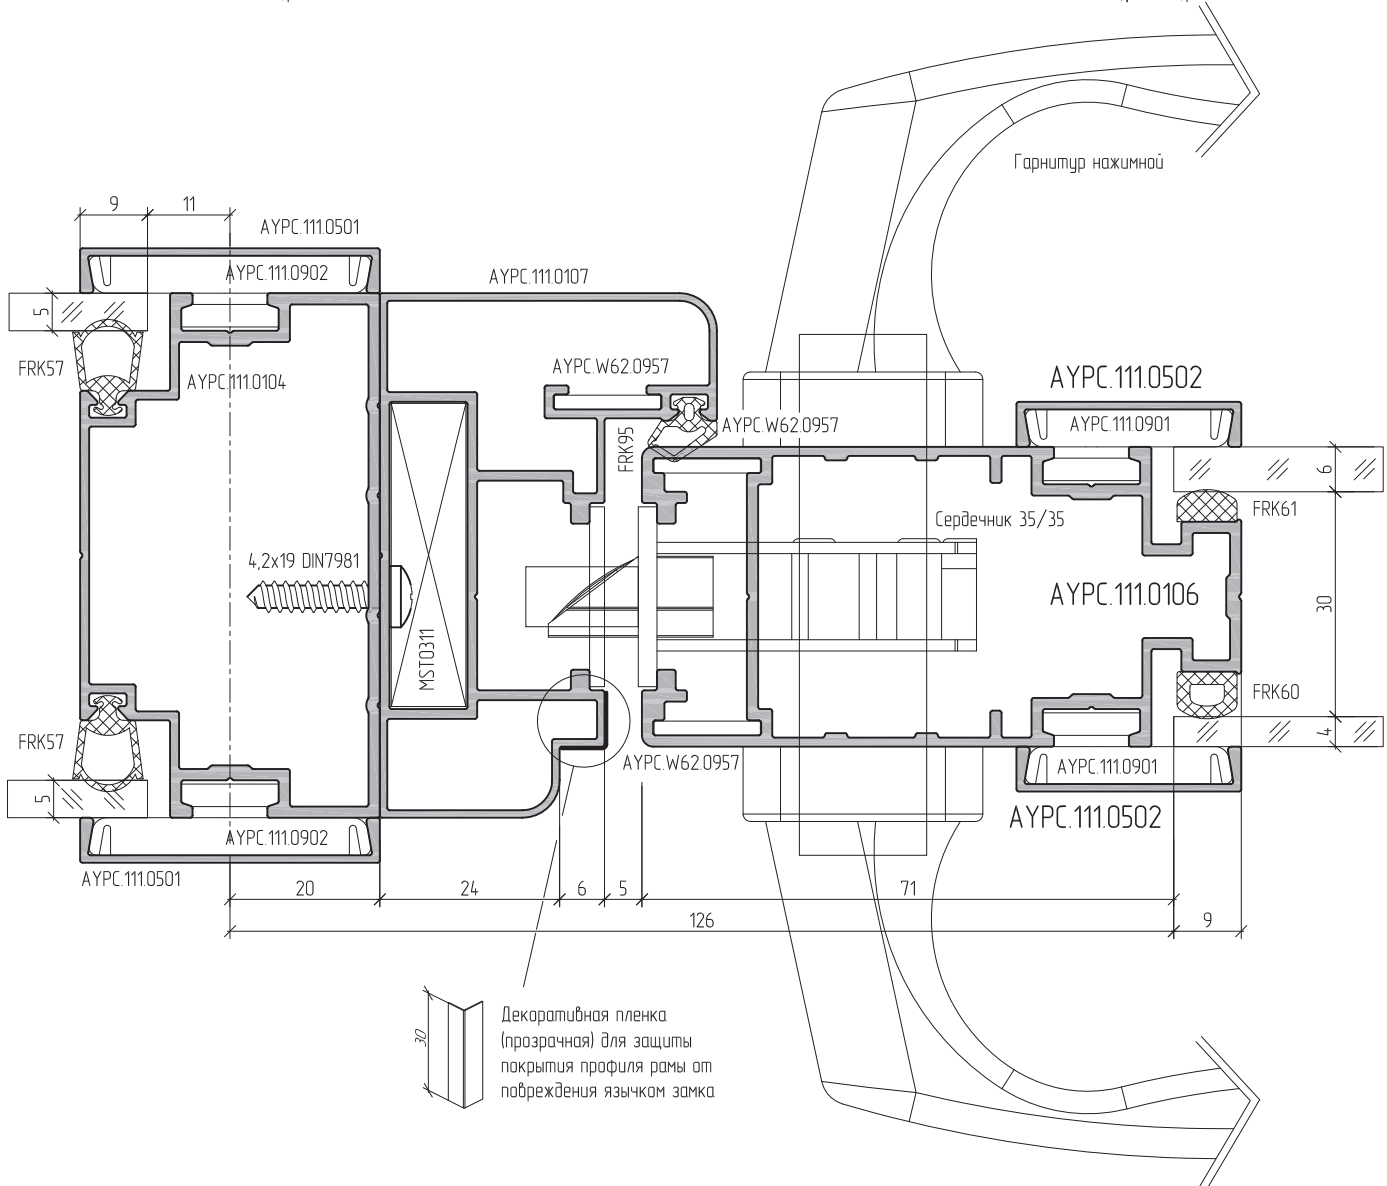 Гарнитур нажимной
9
11
AYPC.111.0501
AYPC.111.0902
AYPC.111.0107
5
FRK57
AYPC.111.0104
AYPC.W62.0957
AYPC.W62.0957
FRK95
AYPC.111.0502
AYPC.111.0901
6
FRK61
Сердечник 35/35
4,2x19 DIN7981
AYPC.111.0106
30
MST0311
FRK60
FRK57
4
AYPC.W62.0957
AYPC.111.0901
5
AYPC.111.0902
AYPC.111.0502
AYPC.111.0501
20
24
6
5
71
126
9
30
Декоративная пленка
(прозрачная) для защиты
покрытия профиля рамы от
повреждения язычком замка